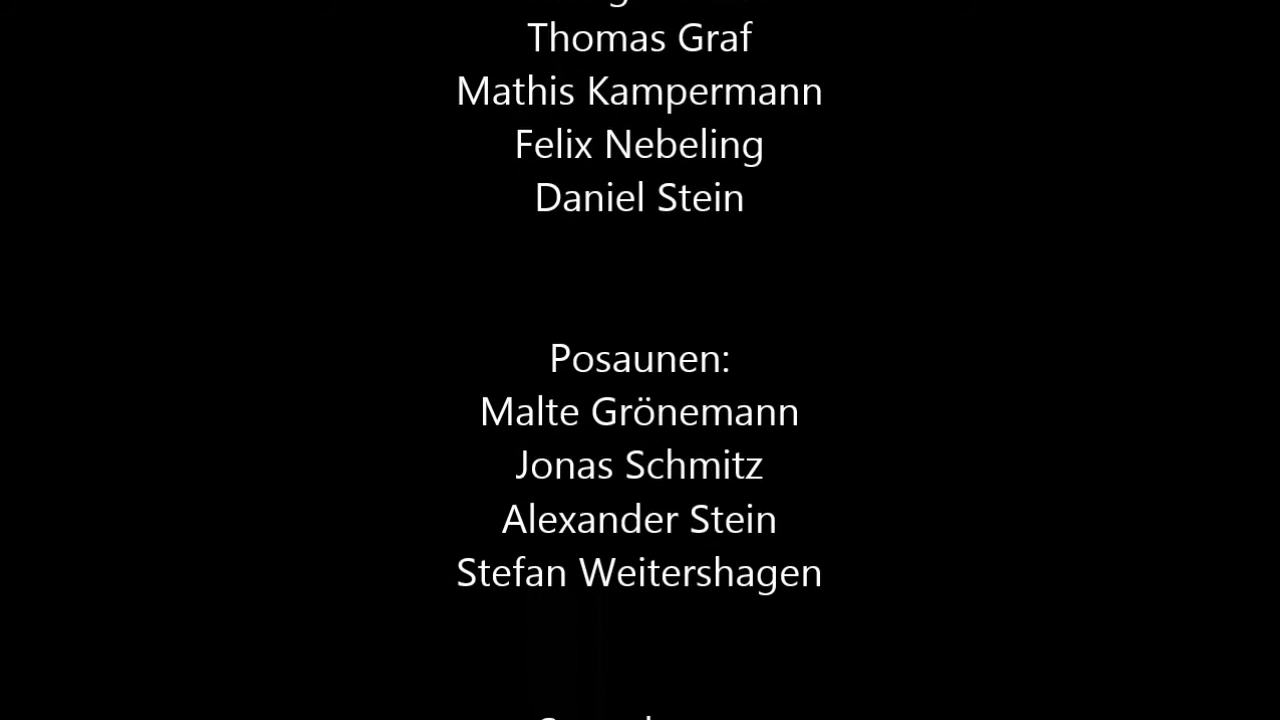 Thomas Graf
Mathis Kampermann
Felix Nebeling
Daniel Stein
Posaunen:
Malte Grönemann
Jonas Schmitz
Alexander Stein
Stefan Weitershagen